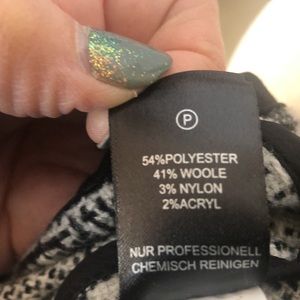 P
54%POLYESTER
41% WOOLE
3% NYLON
2%ACRYL
NUR PROFESSIONELL
CHEMISCH REINIGEN